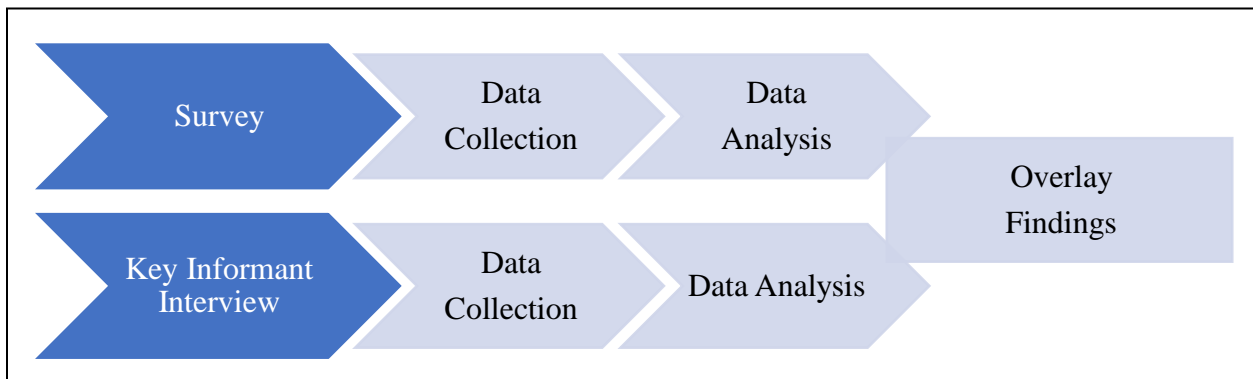 Survey
Data
Collection
Data
Analysis
Key Informant
Interview
Data
Collection
Data Analysis
Overlay
Findings